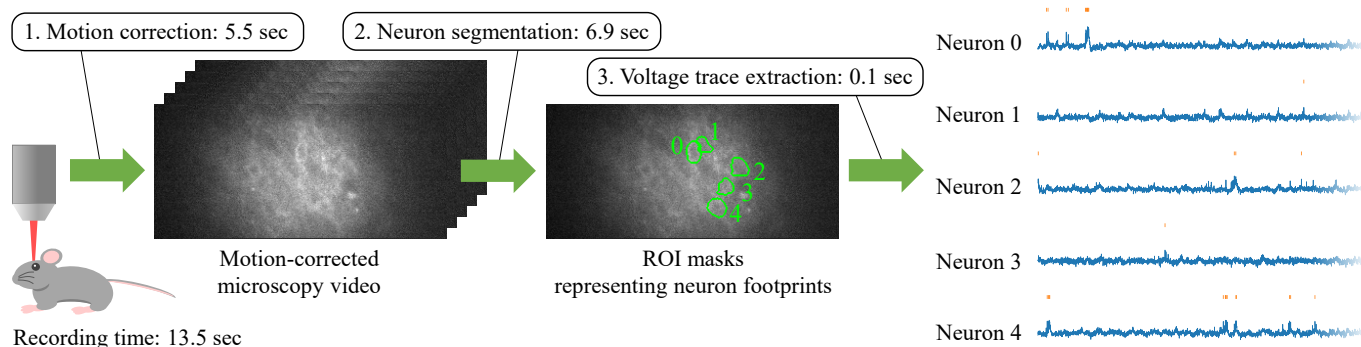 1. Motion correction: 5.5 sec
2. Neuron segmentation: 6.9 sec
3. Voltage trace extraction: 0.1 sec
0
1
2
3
4
Motion-corrected
microscopy video
ROI masks
representing neuron footprints
Recording time: 13.5 sec
Neuron 0
Neuron 1
Neuron 2
Neuron 3
Neuron 4